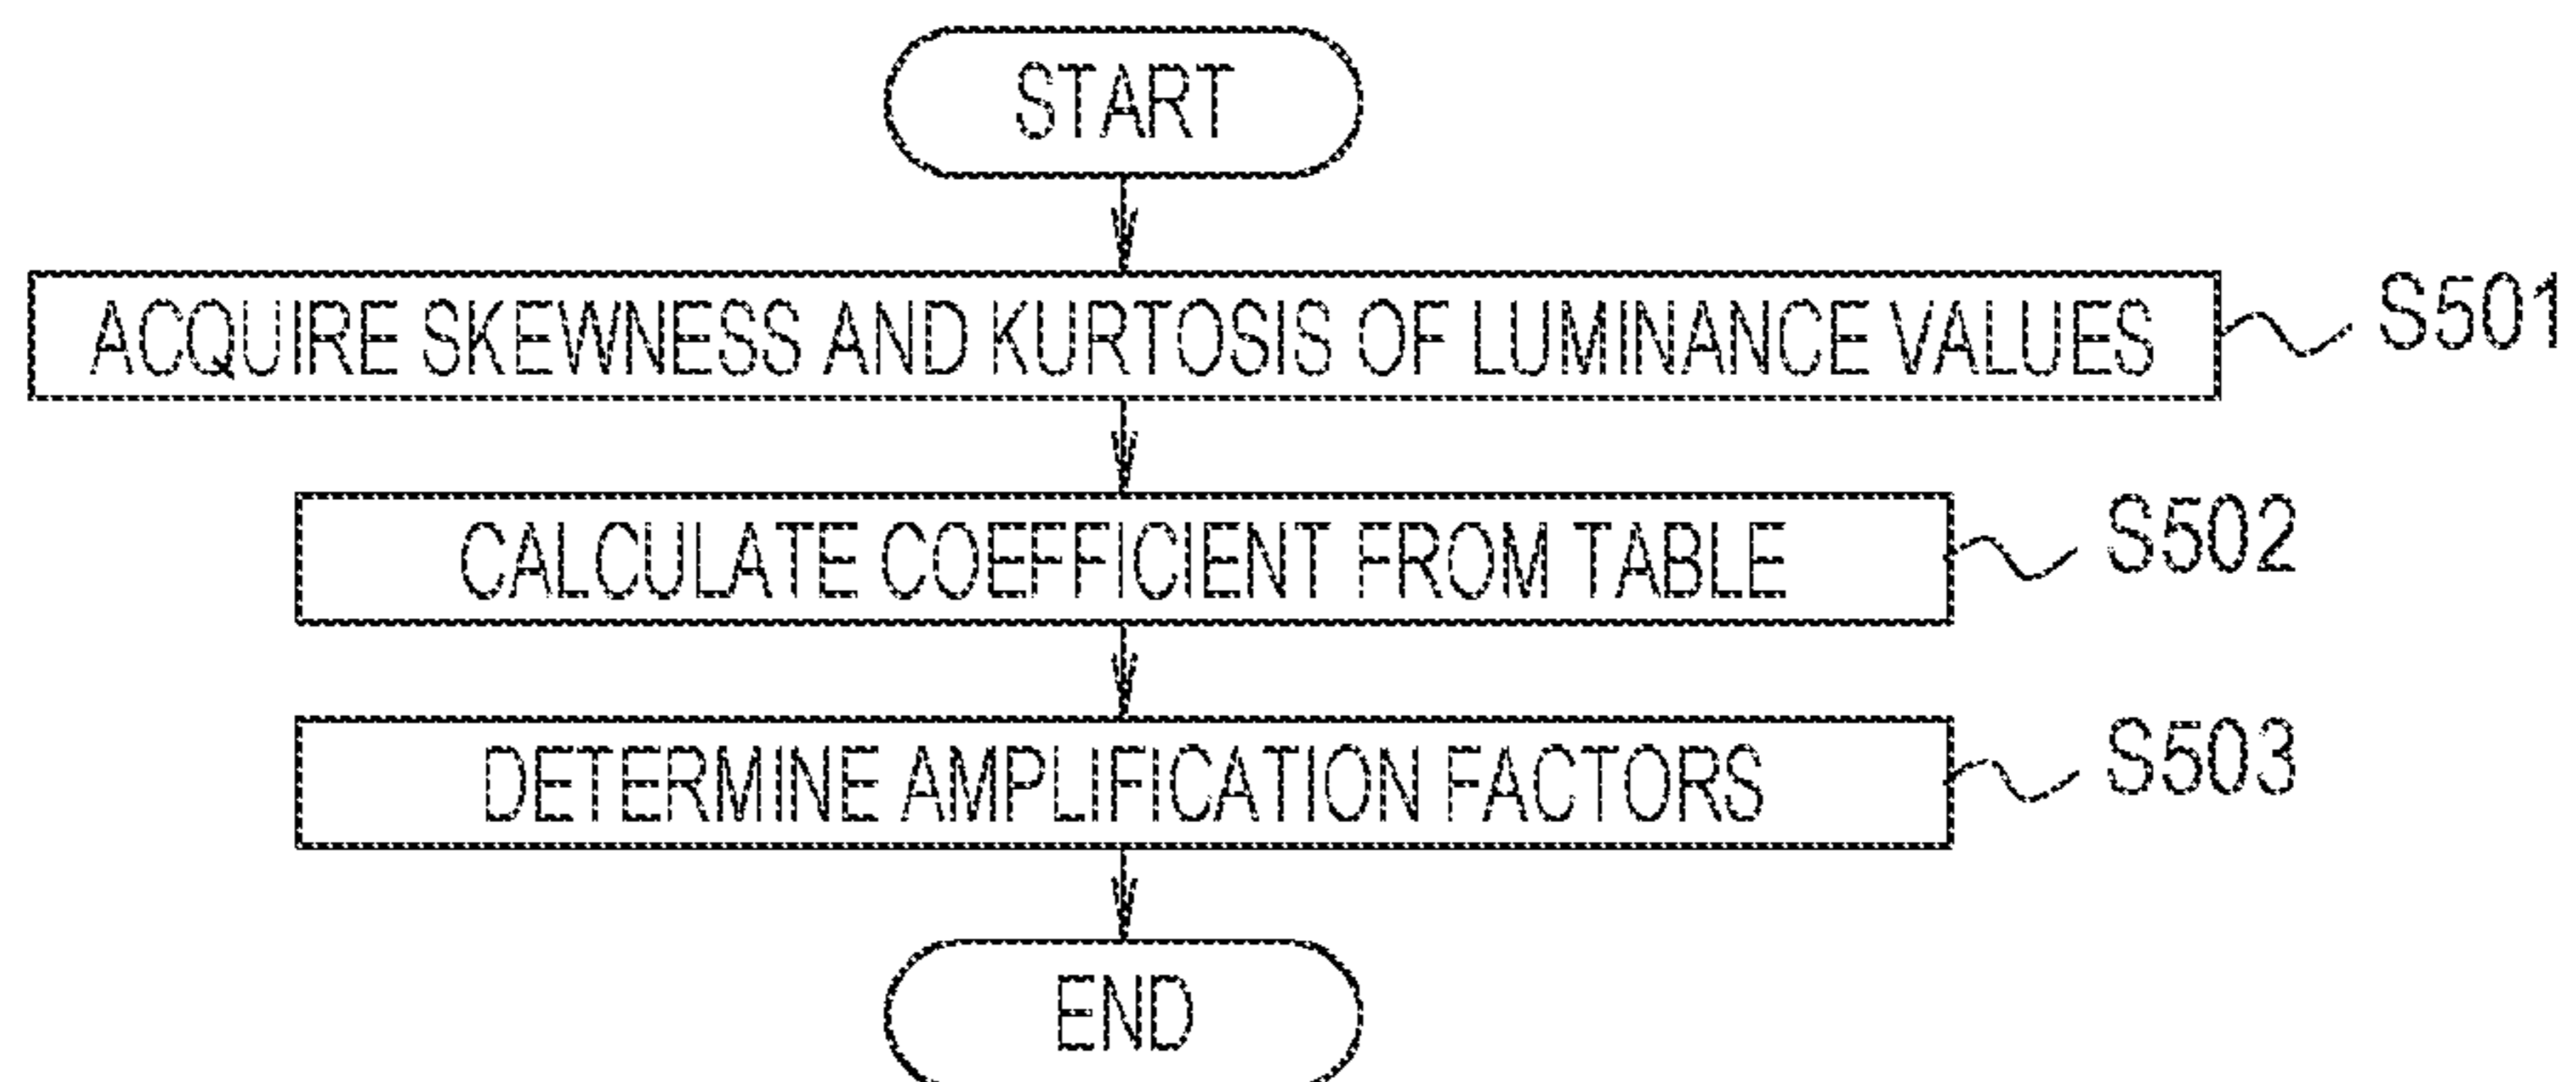 START
ACQUIRE SKEWNESS AND KURTOSIS OF LUMINANCE VALUES S501
CALCULATE COEFFICIENT FROM TABLE S502
DETERMINE AMPLIFICATION FACTORS S503
END